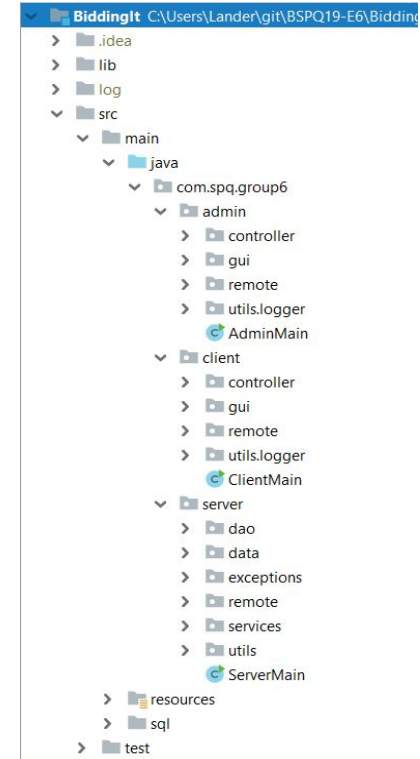 BiddingIt C:\Users\Lander\git\BSPQ19-E6\Bidding
.idea
lib
log
src
main
java
com.spq.group6
admin
controller
gui
remote
utils.logger
AdminMain
client
controller
gui
remote
utils.logger
ClientMain
server
dao
data
exceptions
remote
services
utils
ServerMain
resources
sql
test